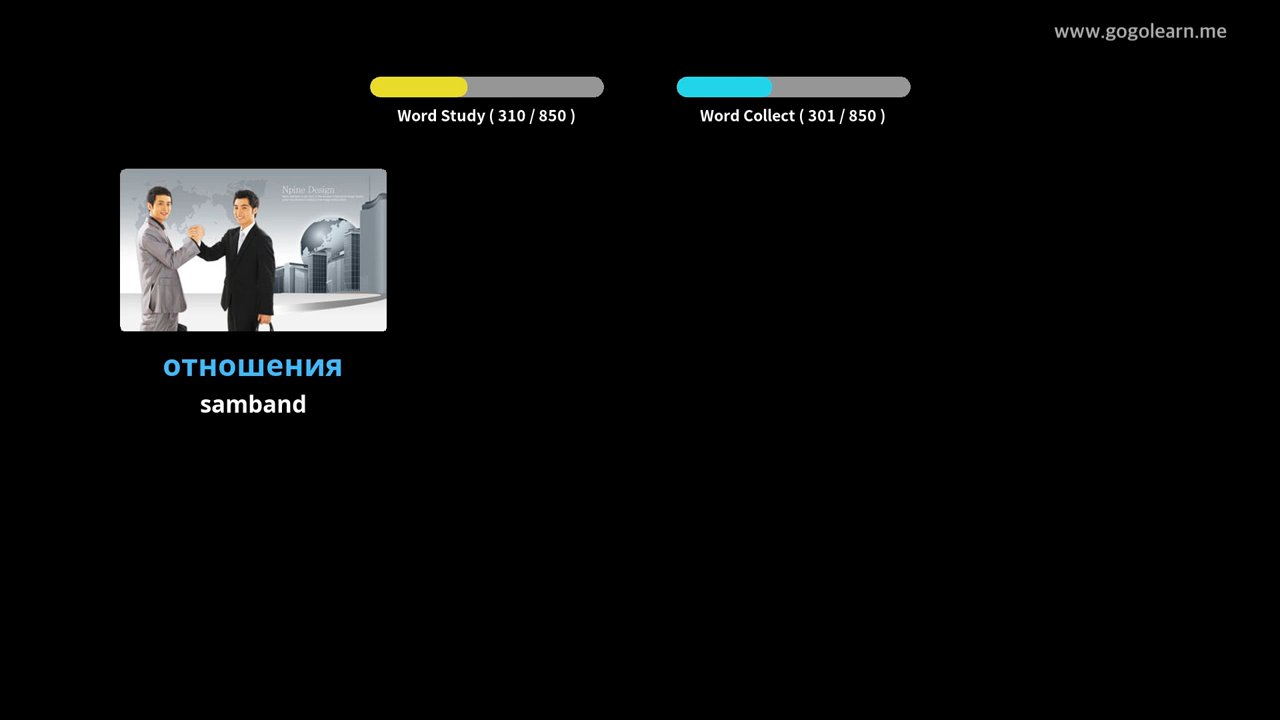 www.gogolearn.me
Word Study ( 310 / 850 )
Word Collect ( 301 / 850 )
Npine Design
отношения
samband